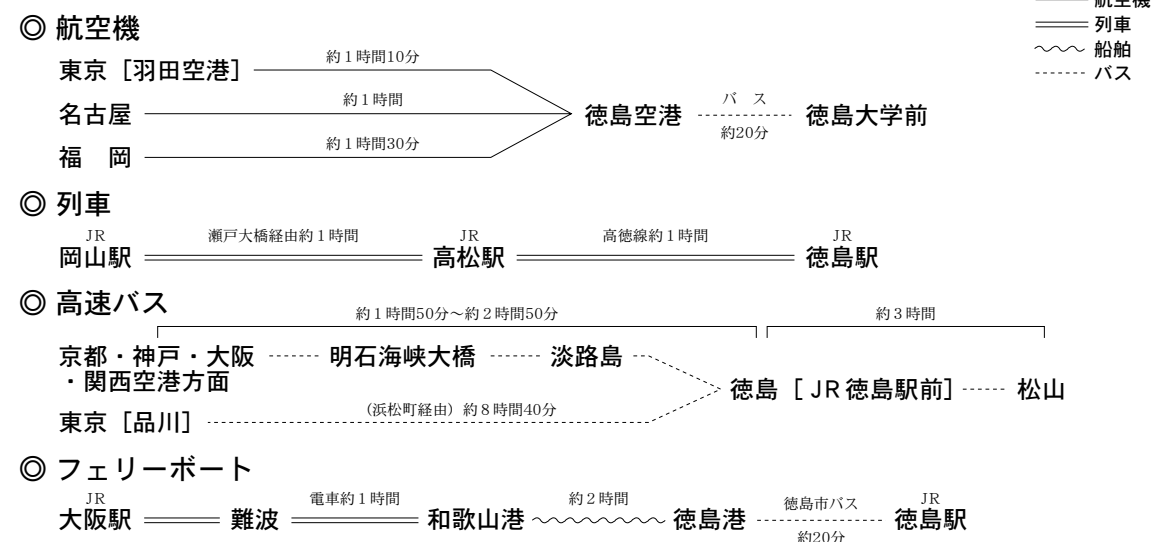 航空機
列車
船舶
バス
◎ 航空機
東京［羽田空港］
約1時間10分
名古屋
約1時間
徳島空港
バ　ス
約20分
徳島大学前
福　岡
約1時間30分
◎ 列車
JR
岡山駅
瀬戸大橋経由約1時間
JR
高松駅
高徳線約1時間
JR
徳島駅
◎ 高速バス
約1時間50分～約2時間50分
約3時間
京都・神戸・大阪
・関西空港方面
明石海峡大橋
淡路島
徳島［JR徳島駅前］
松山
東京［品川］
(浜松町経由) 約8時間40分
◎ フェリーボート
JR
大阪駅
難波
電車約1時間
和歌山港
約2時間
徳島港
徳島市バス
約20分
JR
徳島駅